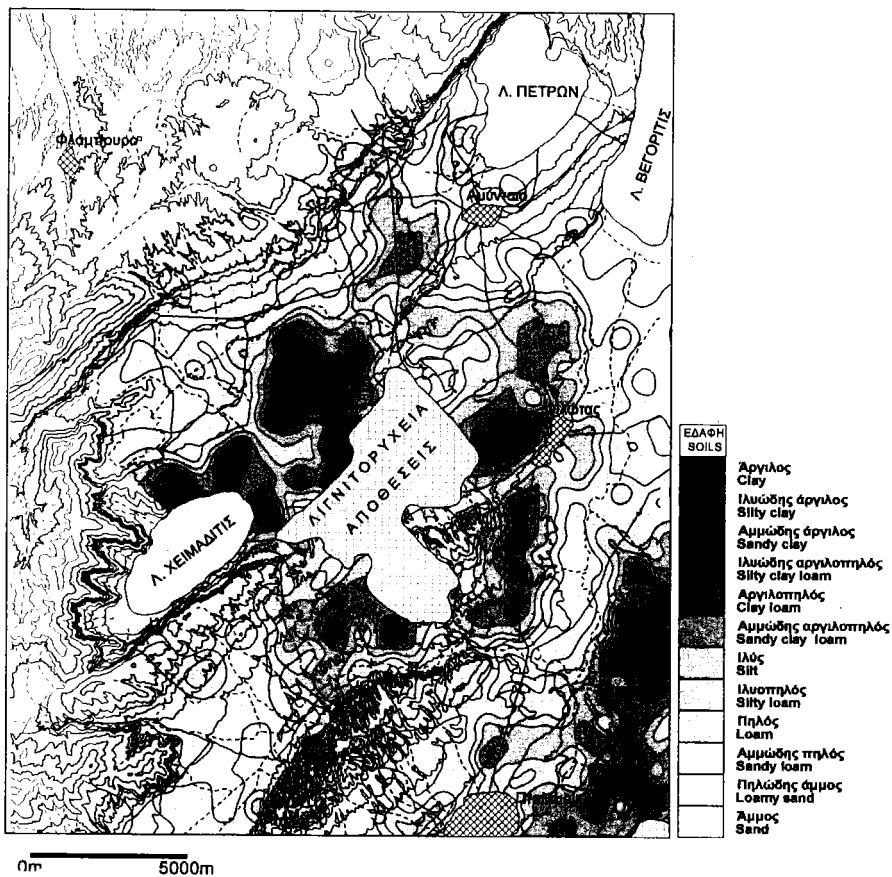 Λ. ΠΕΤΡΩΝ
Λ. ΒΕΓΟΡΙΤΙΣ
Λ. ΧΕΙΜΑΔΙΤΙΣ
ΛΙΓΝΙΤΟΡΥΧΕΙΑ
ΑΠΟΘΕΣΕΙΣ
ΕΔΑΦΗ
SOILS
Άργιλος
Clay
Ιλυώδης άργιλος
Silty clay
Αμμώδης άργιλος
Sandy clay
Ιλυώδης αργιλοπηλός
Silty clay loam
Αργιλοπηλός
Clay loam
Αμμώδης αργιλοπηλός
Sandy clay loam
Ιλύς
Silt
Ιλυοπηλός
Silty loam
Πηλός
Loam
Αμμώδης πηλός
Sandy loam
Πηλώδης άμμος
Loamy sand
Άμμος
Sand
0m 5000m